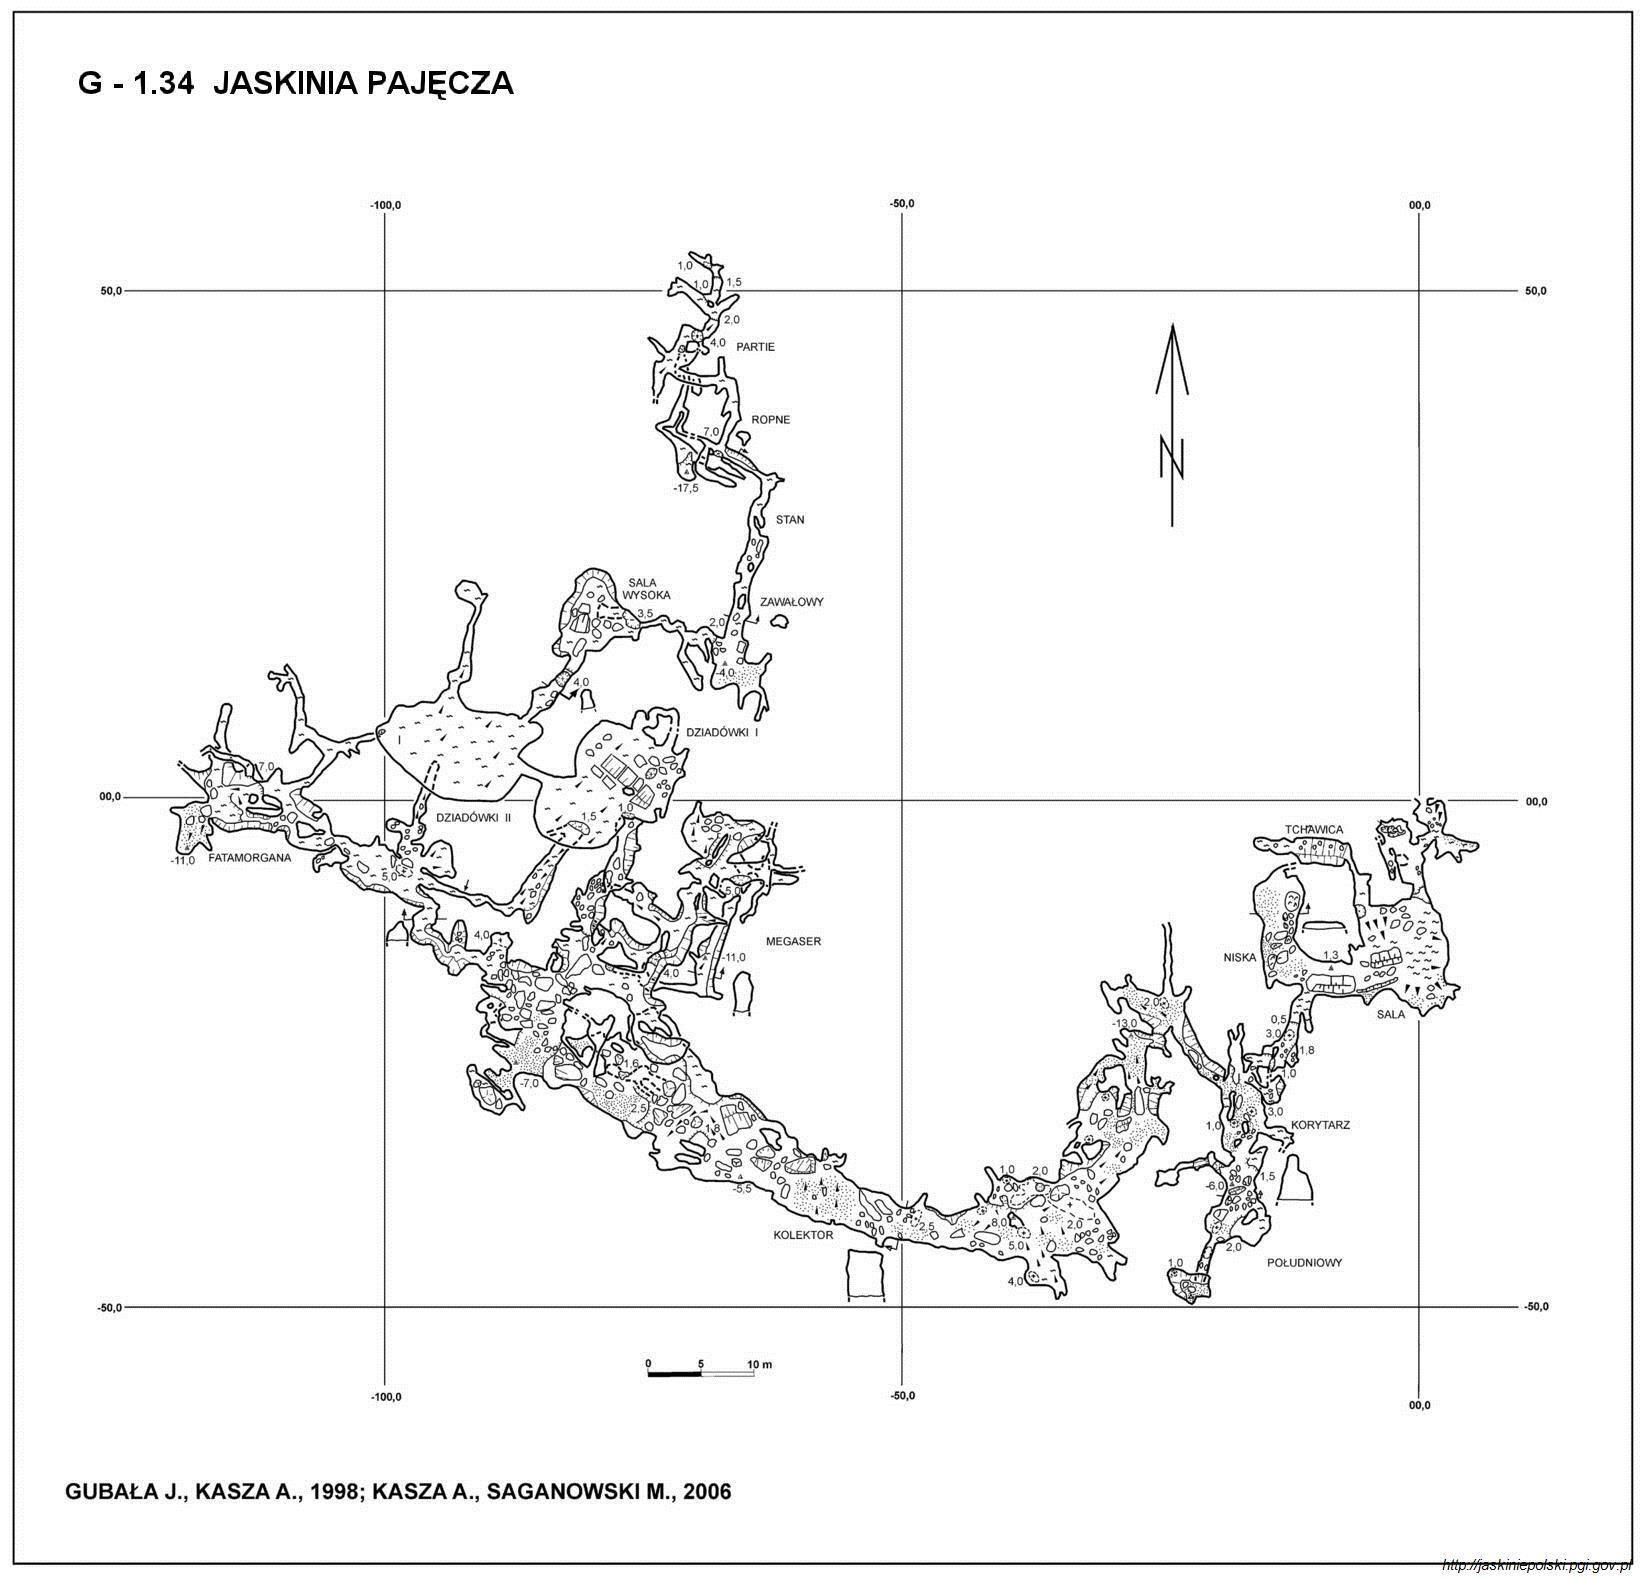 G - 1.34 JASKINIA PAJĘCZA
-100,0
-50,0
00,0
1,0
50,0
1,0
1,5
50,0
2,0
4,0
PARTIE
ROPNE
7,0
-17,5
STAN
SALA
WYSOKA
ZAWAŁOWY
3,5
2,0
-4,0
4,0
DZIADÓWKI I
7,0
00,0
00,0
1,0
1,5
DZIADÓWKI II
TCHAWICA
-11,0
FATAMORGANA
5,0
5,0
4,0
MEGASER
-11,0
1,3
NISKA
4,0
2,0
SALA
-13,0
0,5
3,0
1,8
1,6
1,0
-7,0
2,5
3,0
1,0
KORYTARZ
1,8
1,0
2,0
1,5
-5,5
-6,0
2,5
8,0
2,0
KOLEKTOR
5,0
2,0
1,0
POŁUDNIOWY
4,0
-50,0
-50,0
0
5
10 m
-100,0
-50,0
00,0
GUBAŁA J., KASZA A., 1998; KASZA A., SAGANOWSKI M., 2006
http://jaskiniepolski.pgi.gov.pl